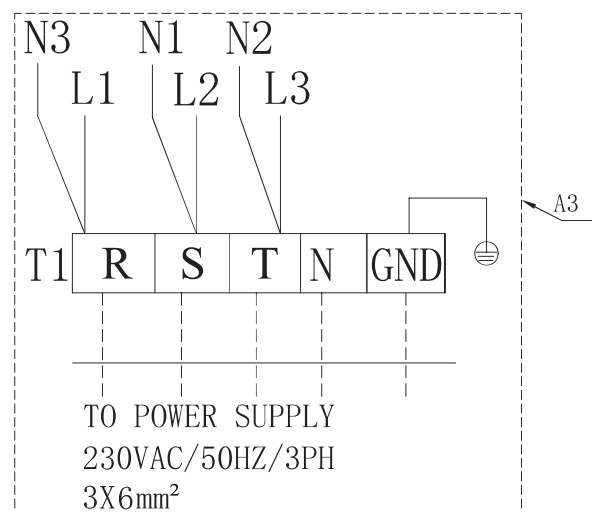 N3 N1 N2
L1 L2 L3
A3
T1 R S T N GND
TO POWER SUPPLY
230VAC/50HZ/3PH
3X6mm²